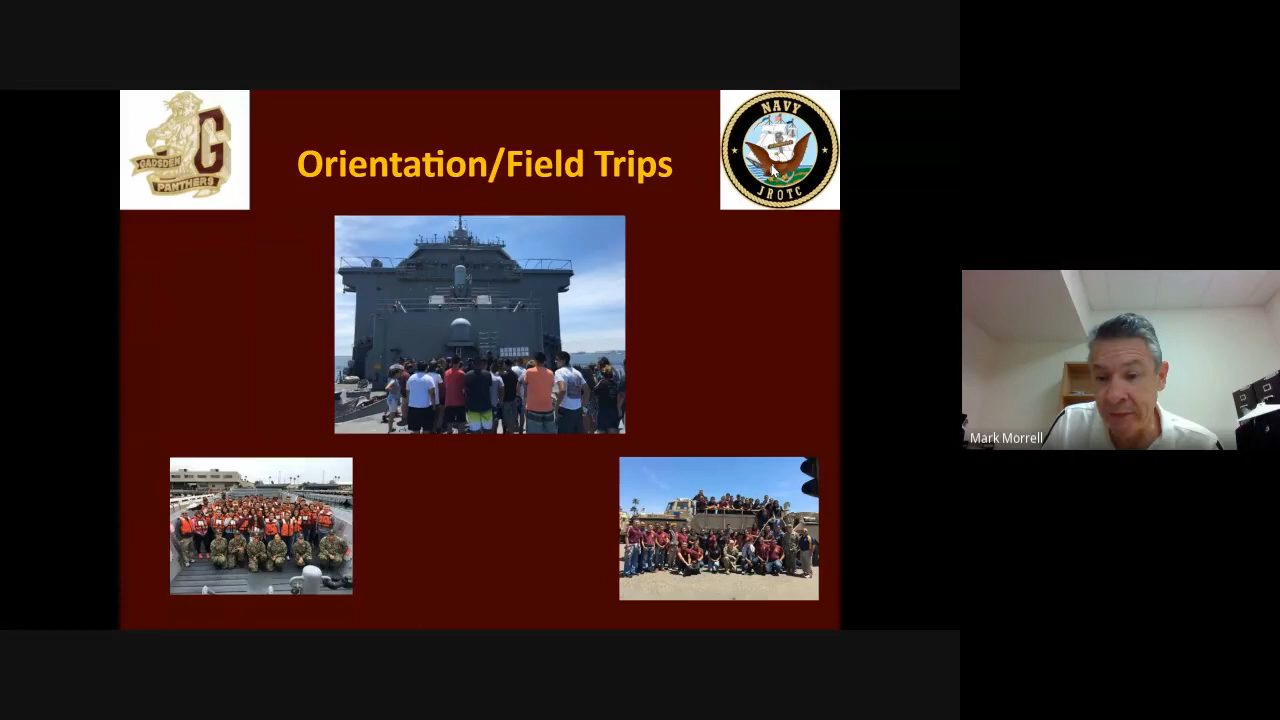 GADSDEN
G
PANTHERS
Orientation/Field Trips
NAVY
JROTC
Mark Morrell